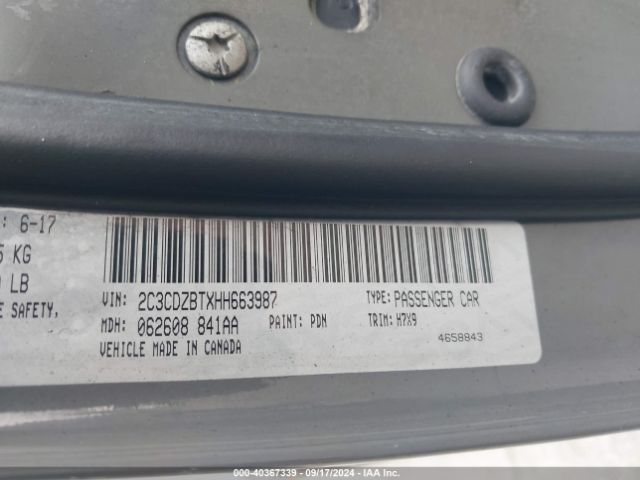 : 6-17
5 KG
LB
E SAFETY,
VIN: 2C3CDZBTXHH663987 TYPE: PASSENGER CAR
MDH: 062608 841AA PAINT: PDN TRIM: H7X9
VEHICLE MADE IN CANADA 4658843
000-40367339 - 09/17/2024 - IAA Inc.